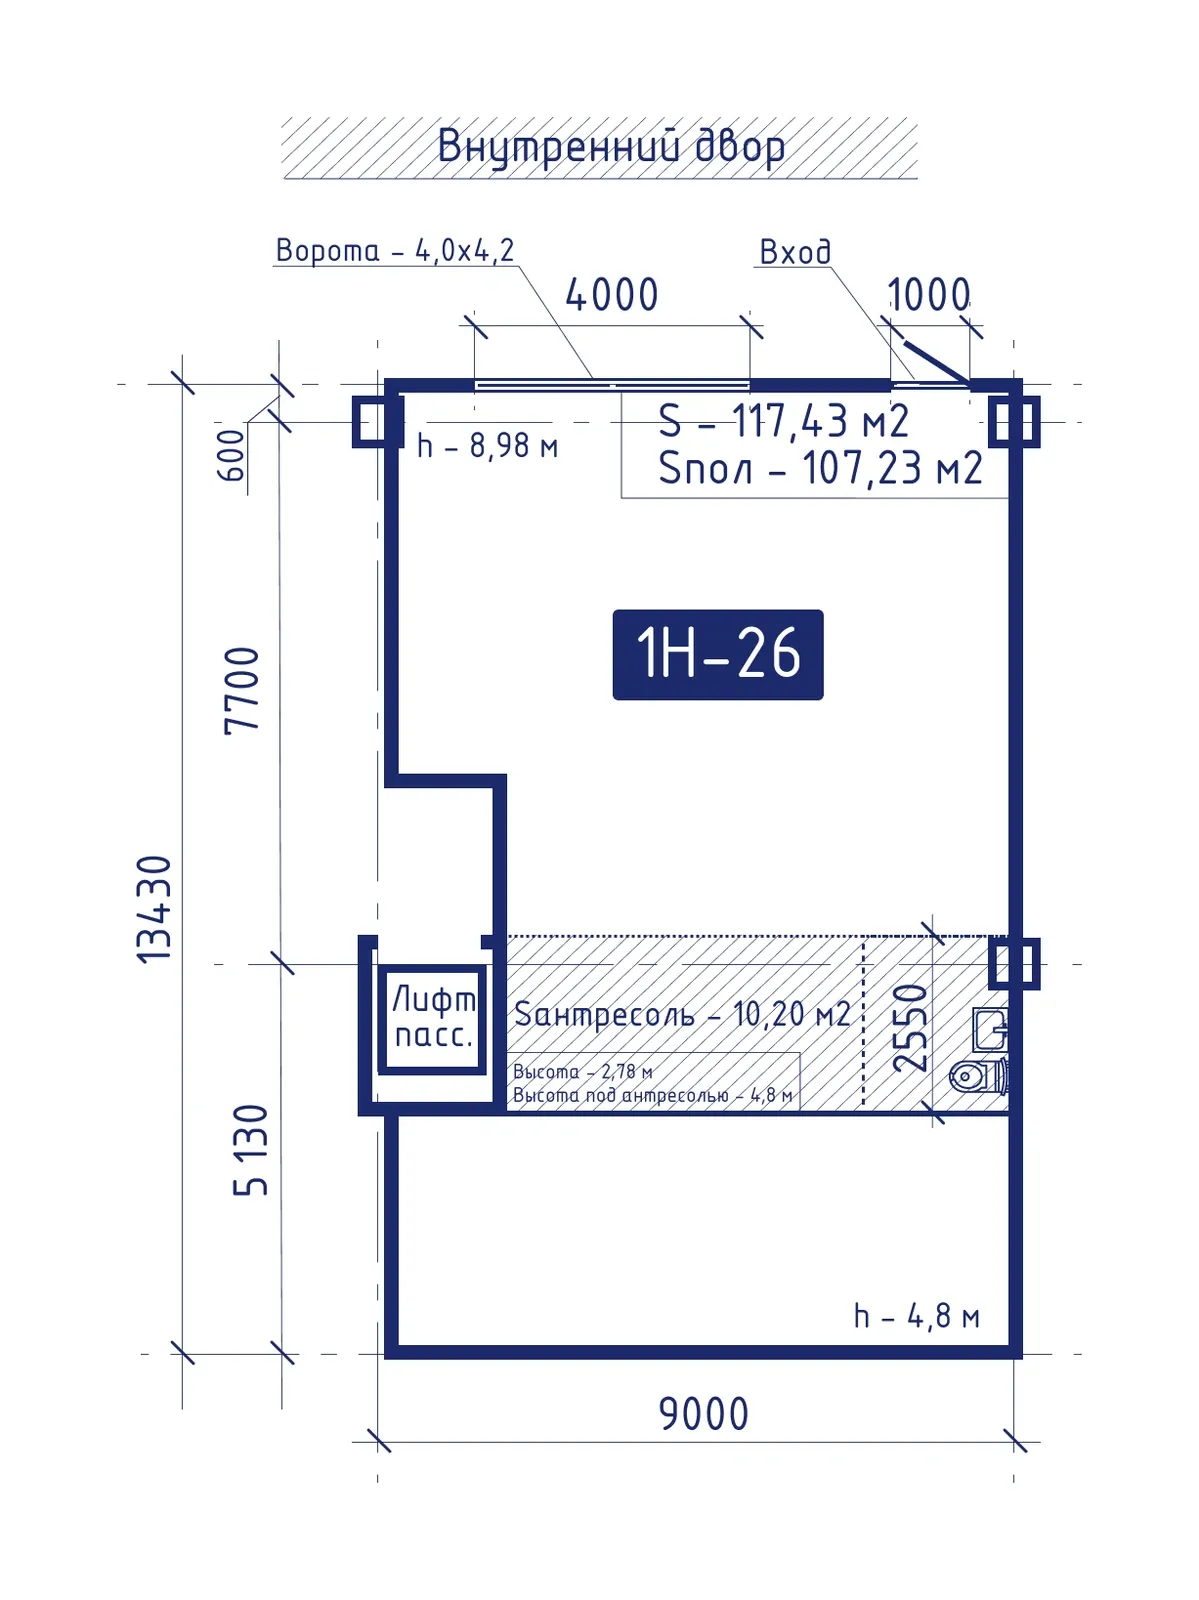 Внутренний двор
Ворота – 4,0х4,2
Вход
4000
1000
S – 117,43 м2
Sпол – 107,23 м2
h – 8,98 м
600
1Н–26
7700
13430
Лифт
пасс.
Sантресоль – 10,20 м2
2550
Высота – 2,78 м
Высота под антресолью – 4,8 м
5 130
h – 4,8 м
9000